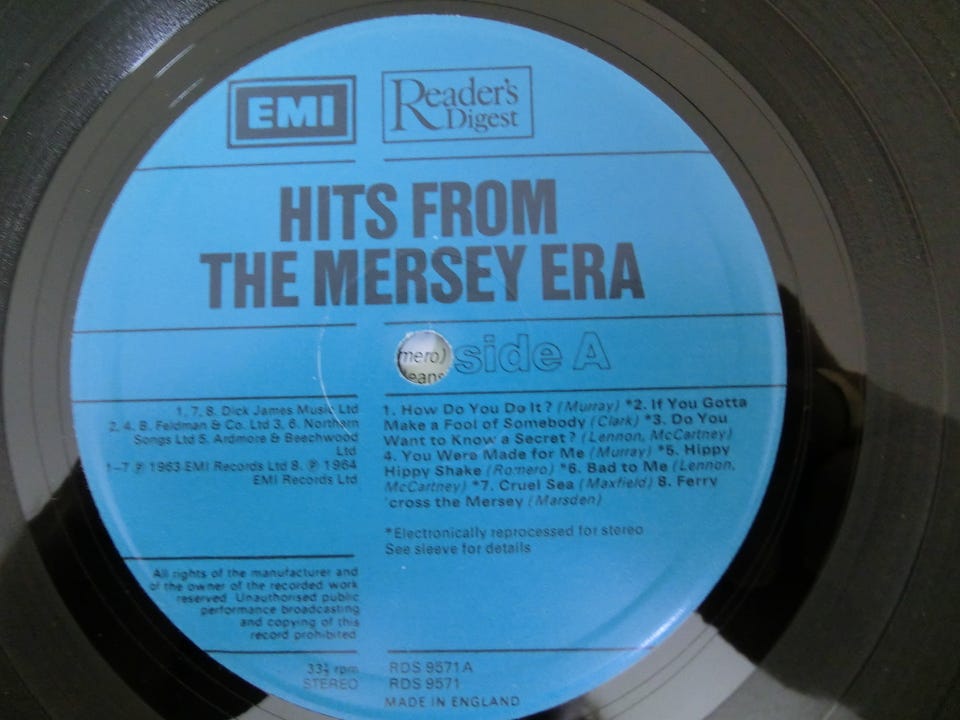 EMI
Reader's
Digest
HITS FROM
THE MERSEY ERA
mero)
eans
side A
1. 7. 8. Dick James Music Ltd
2. 4. B. Feldman & Co. Ltd 3. 6. Northern
Songs Ltd 5. Ardmore & Beechwood
Ltd
1–7 ℗ 1963 EMI Records Ltd 8. ℗ 1964
EMI Records Ltd
1. How Do You Do It? (Murray) *2. If You Gotta
Make a Fool of Somebody (Clark) *3. Do You
Want to Know a Secret? (Lennon, McCartney)
4. You Were Made for Me (Murray) *5. Hippy
Hippy Shake (Romero) *6. Bad to Me (Lennon,
McCartney) *7. Cruel Sea (Maxfield) 8. Ferry
'cross the Mersey (Marsden)
*Electronically reprocessed for stereo
See sleeve for details
All rights of the manufacturer and
of the owner of the recorded work
reserved. Unauthorised public
performance broadcasting
and copying of this
record prohibited
33⅓ rpm
STEREO
RDS 9571A
RDS 9571
MADE IN ENGLAND